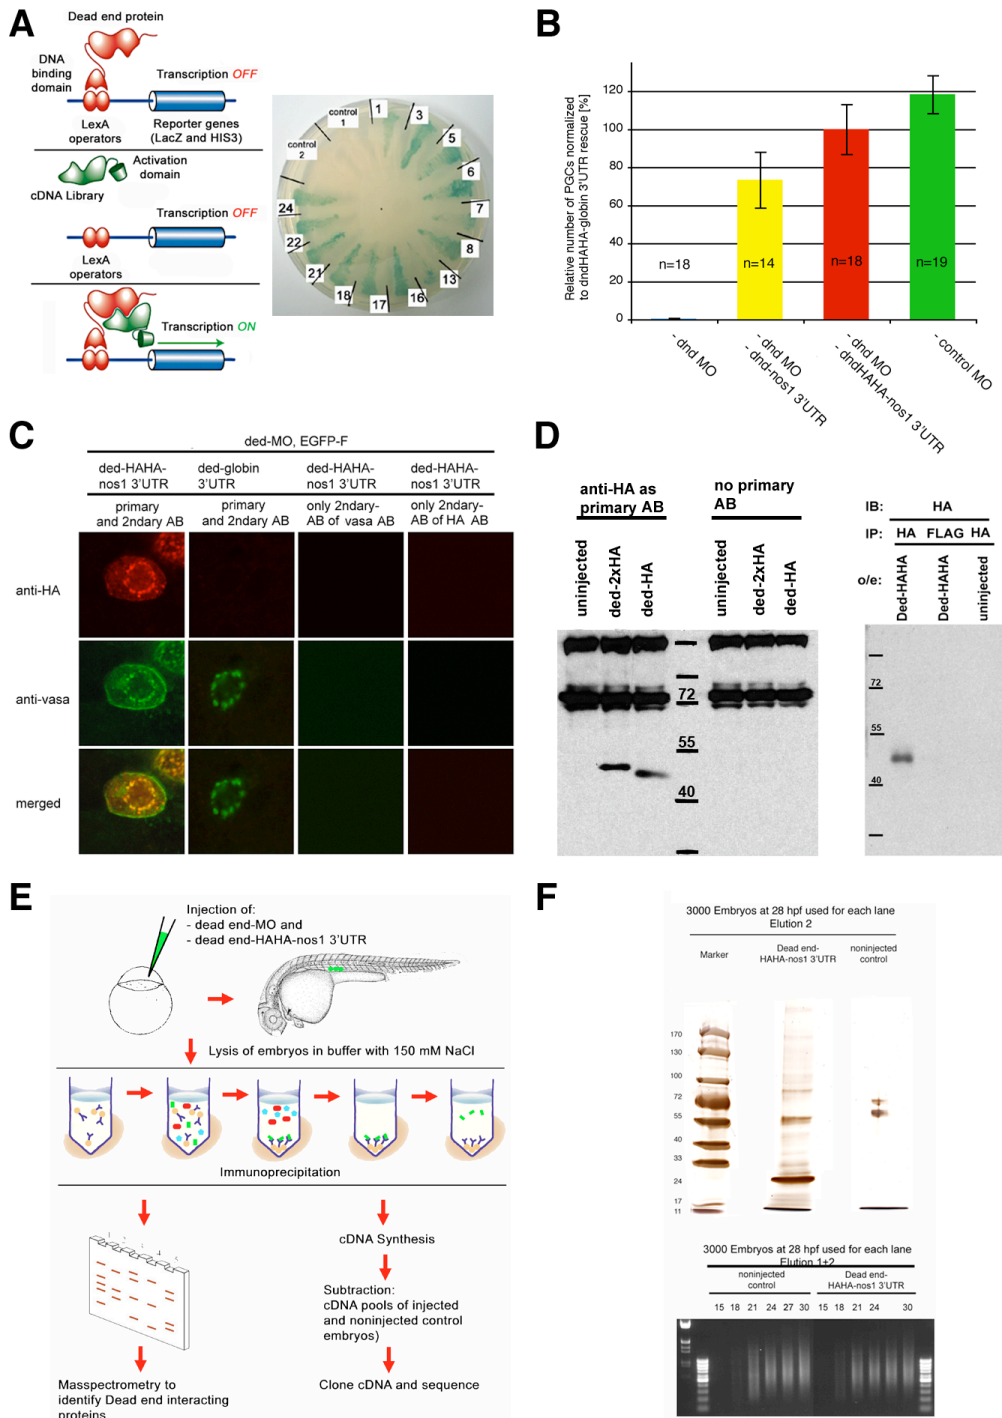 A
Dead end protein
DNA
binding
domain
Transcription OFF
LexA
operators
Reporter genes
(LacZ and HIS3)
Activation
domain
cDNA Library
Transcription OFF
LexA
operators
Transcription ON
control
1
control
2
1
3
5
6
7
8
13
16
17
18
21
22
24
B
Relative number of PGCs normalized
to dndHAHA-globin 3'UTR rescue [%]
120
100
80
60
40
20
0
n=18
n=14
n=18
n=19
- dnd MO
- dnd MO
- dnd-nos1 3'UTR
- dnd MO
- dndHAHA-nos1 3'UTR
- control MO
C
ded-MO, EGFP-F
ded-HAHA-
nos1 3'UTR
ded-globin
3'UTR
ded-HAHA-
nos1 3'UTR
ded-HAHA-
nos1 3'UTR
primary
and 2ndary AB
primary
and 2ndary AB
only 2ndary-
AB of vasa AB
only 2ndary-
AB of HA AB
anti-HA
anti-vasa
merged
D
anti-HA as
primary AB
no primary
AB
uninjected
ded-2xHA
ded-HA
uninjected
ded-2xHA
ded-HA
72
55
40
IB:
HA
IP:
HA
FLAG
HA
o/e:
Ded-HAHA
Ded-HAHA
uninjected
72
55
40
E
Injection of:
- dead end-MO and
- dead end-HAHA-nos1 3'UTR
Lysis of embryos in buffer with 150 mM NaCl
Immunoprecipitation
cDNA Synthesis
Subtraction:
cDNA pools of injected
and noninjected control
embryos)
Masspectrometry to
identify Dead end interacting
proteins
Clone cDNA and sequence
F
3000 Embryos at 28 hpf used for each lane
Elution 2
Marker
Dead end-
HAHA-nos1 3'UTR
noninjected
control
170
130
100
72
55
40
33
24
17
11
3000 Embryos at 28 hpf used for each lane
Elution 1+2
noninjected
control
Dead end-
HAHA-nos1 3'UTR
15 18 21 24 27 30 15 18 21 24 30